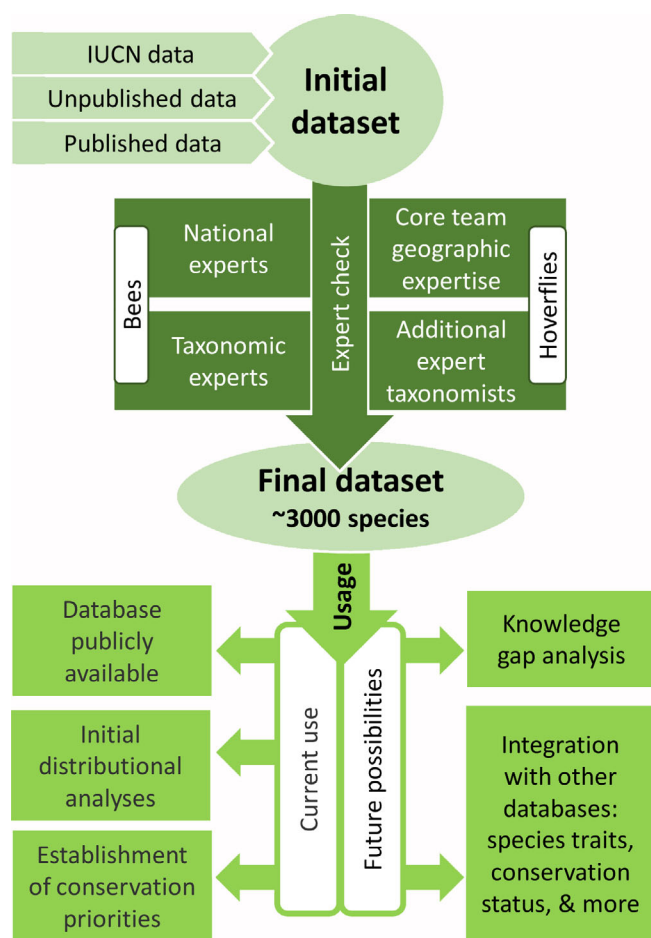 IUCN data
Unpublished data
Published data
Initial
dataset
Bees
National
experts
Taxonomic
experts
Expert check
Core team
geographic
expertise
Additional
expert
taxonomists
Hoverflies
Final dataset
~3000 species
Usage
Current use
Future possibilities
Database
publicly
available
Initial
distributional
analyses
Establishment
of conservation
priorities
Knowledge
gap analysis
Integration
with other
databases:
species traits,
conservation
status, & more